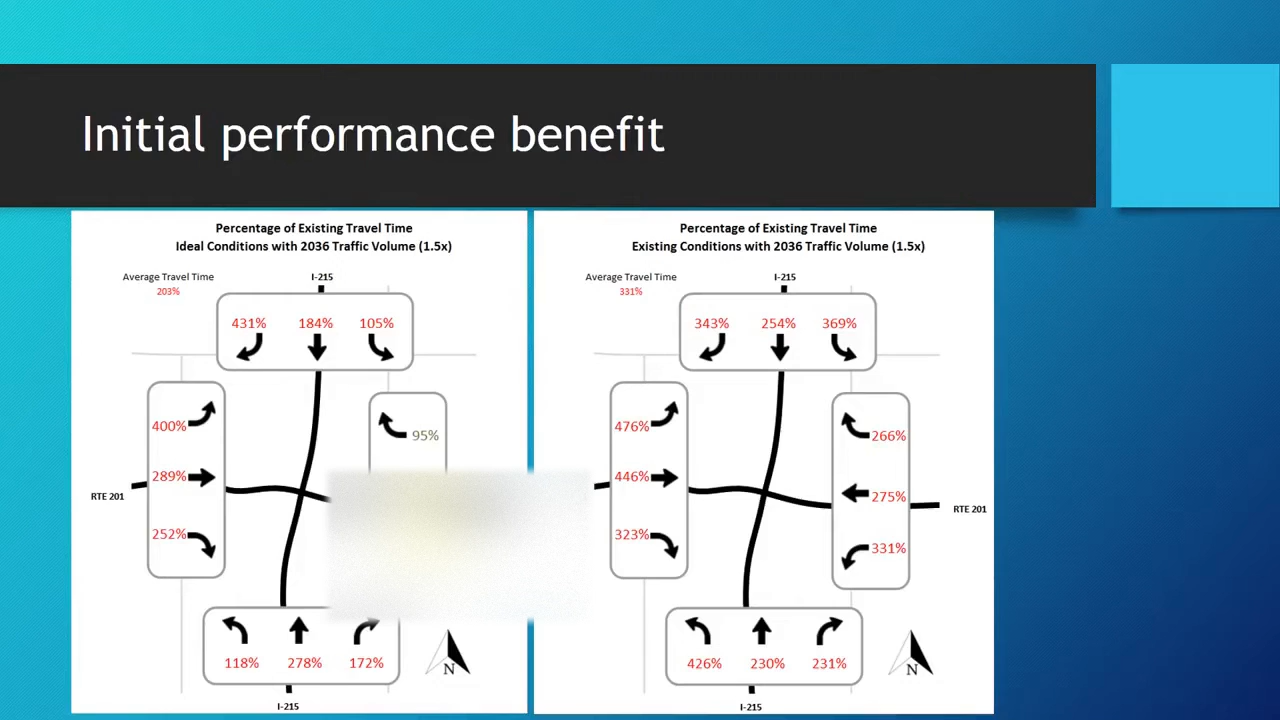 Initial performance benefit
Percentage of Existing Travel Time
Ideal Conditions with 2036 Traffic Volume (1.5x)
Average Travel Time
203%
I-215
431% 184% 105%
400%
95%
289%
RTE 201
252%
118% 278% 172%
N
I-215
Percentage of Existing Travel Time
Existing Conditions with 2036 Traffic Volume (1.5x)
Average Travel Time
331%
I-215
343% 254% 369%
476%
266%
446%
275%
RTE 201
323%
331%
426% 230% 231%
N
I-215